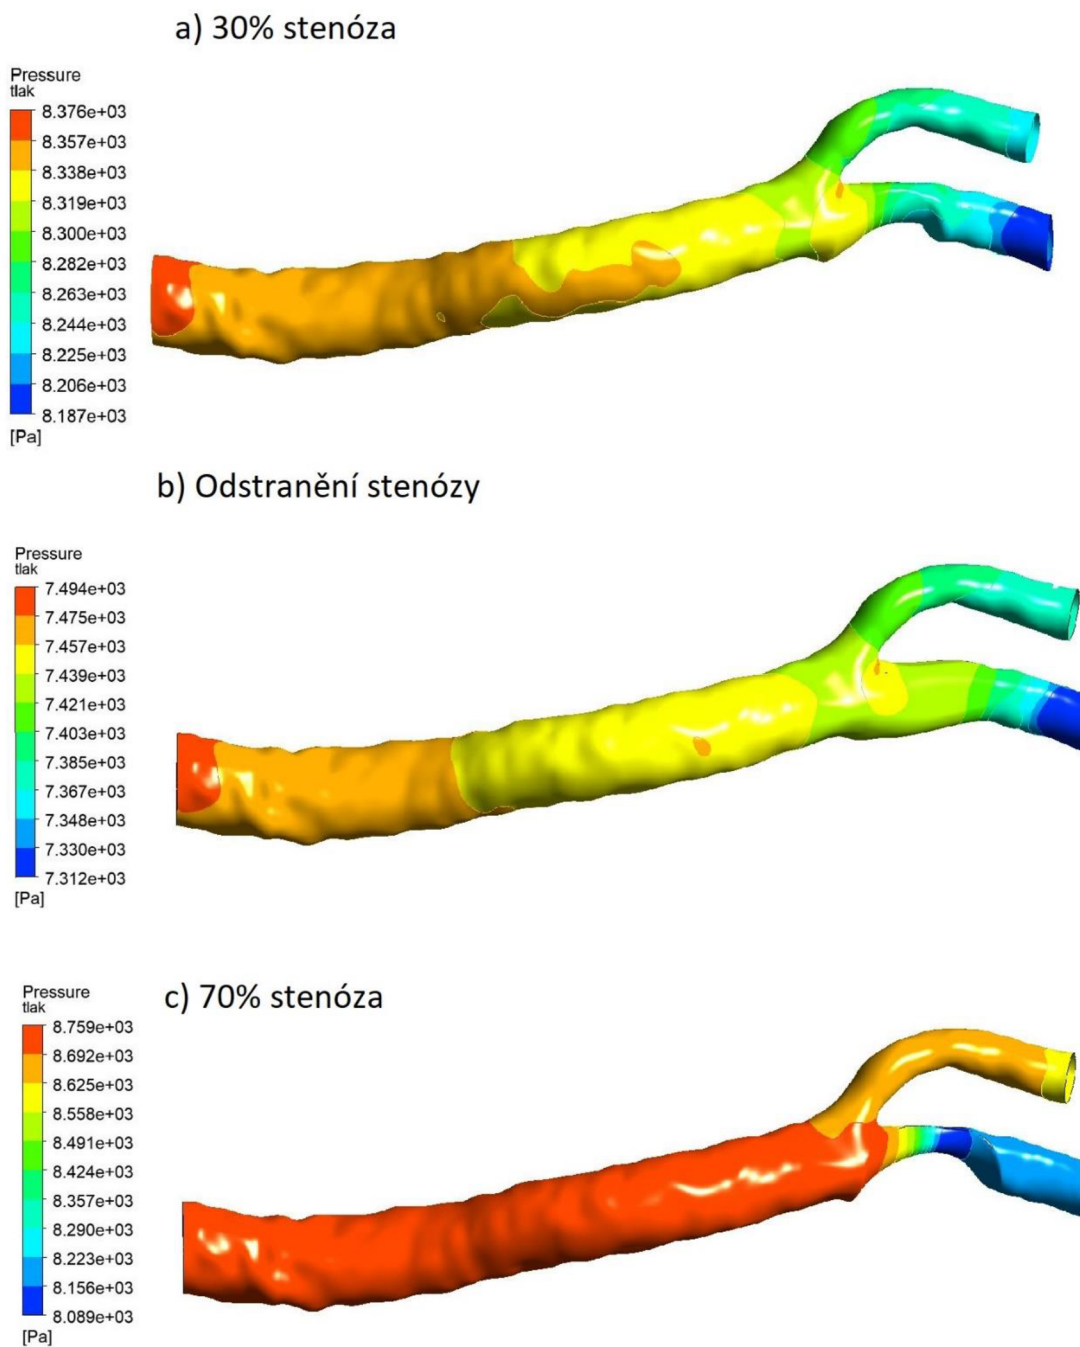 a) 30% stenóza
Pressure
tlak
8.376e+03
8.357e+03
8.338e+03
8.319e+03
8.300e+03
8.282e+03
8.263e+03
8.244e+03
8.225e+03
8.206e+03
8.187e+03
[Pa]
b) Odstranění stenózy
Pressure
tlak
7.494e+03
7.475e+03
7.457e+03
7.439e+03
7.421e+03
7.403e+03
7.385e+03
7.367e+03
7.348e+03
7.330e+03
7.312e+03
[Pa]
c) 70% stenóza
Pressure
tlak
8.759e+03
8.692e+03
8.625e+03
8.558e+03
8.491e+03
8.424e+03
8.357e+03
8.290e+03
8.223e+03
8.156e+03
8.089e+03
[Pa]